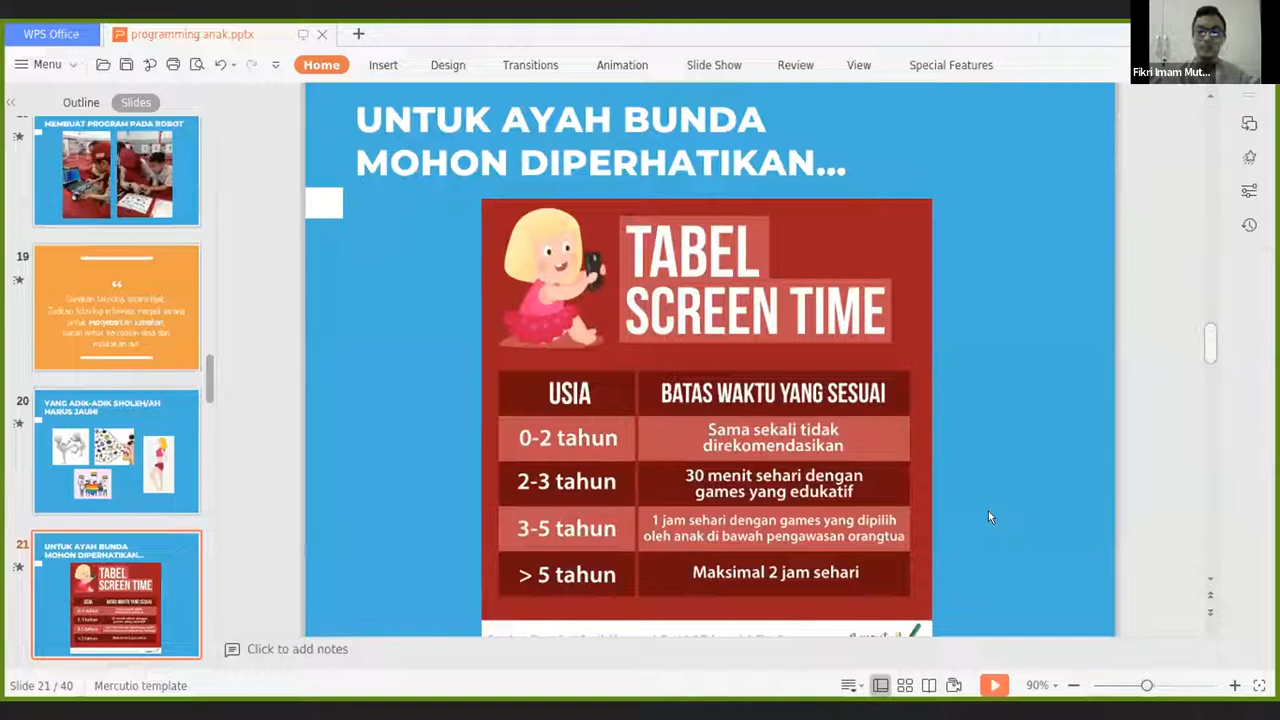 WPS Office
programming anak.pptx
Fikri Imam Mut...
Menu
Home
Insert
Design
Transitions
Animation
Slide Show
Review
View
Special Features
Outline
Slides
MEMBUAT PROGRAM PADA ROBOT
19
20
YANG ADIK-ADIK SHOLEH/AH
HARUS JAUHI
21
UNTUK AYAH BUNDA
MOHON DIPERHATIKAN...
TABEL
SCREEN TIME
UNTUK AYAH BUNDA
MOHON DIPERHATIKAN...
TABEL
SCREEN TIME
USIA
BATAS WAKTU YANG SESUAI
0-2 tahun
Sama sekali tidak
direkomendasikan
2-3 tahun
30 menit sehari dengan
games yang edukatif
3-5 tahun
1 jam sehari dengan games yang dipilih
oleh anak di bawah pengawasan orangtua
> 5 tahun
Maksimal 2 jam sehari
Click to add notes
Slide 21 / 40
Mercutio template
90%